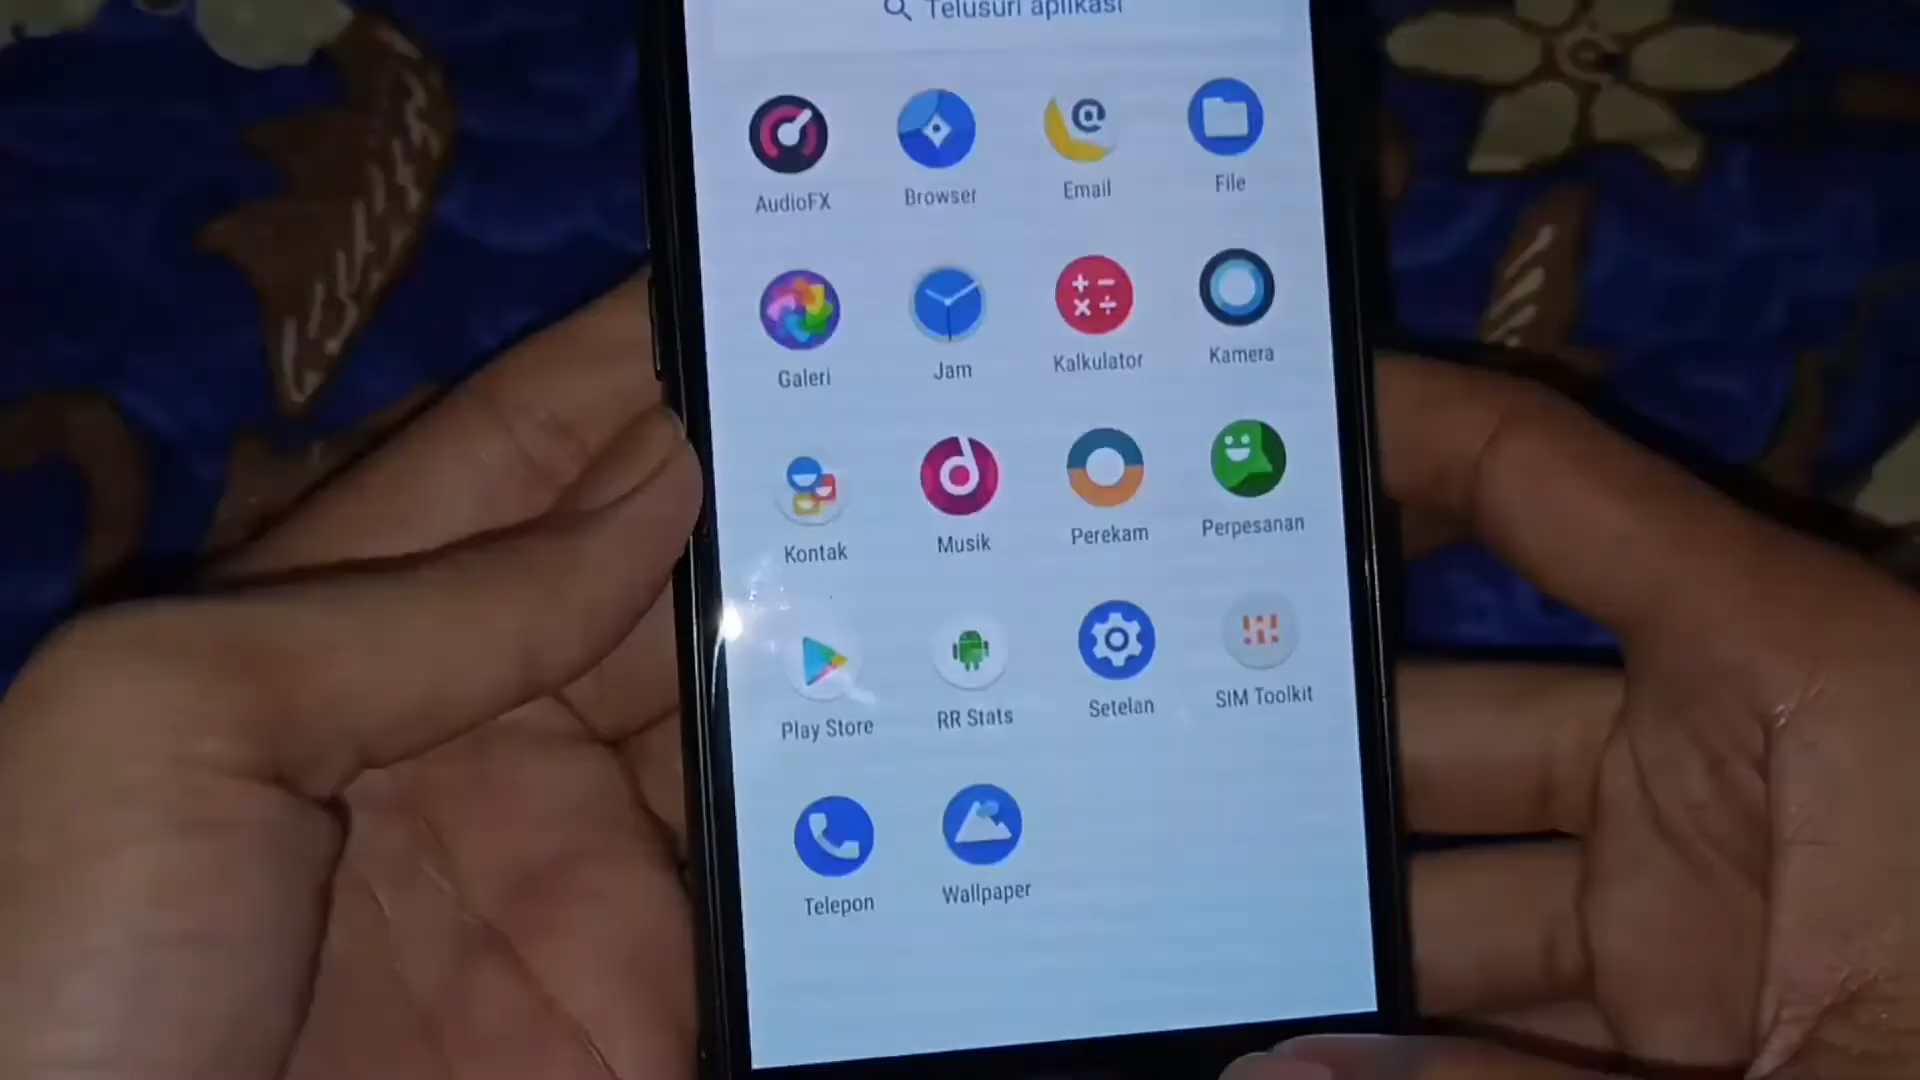 Telusuri aplikasi
AudioFX Browser Email File
Galeri Jam Kalkulator Kamera
Kontak Musik Perekam Perpesanan
Play Store RR Stats Setelan SIM Toolkit
Telepon Wallpaper